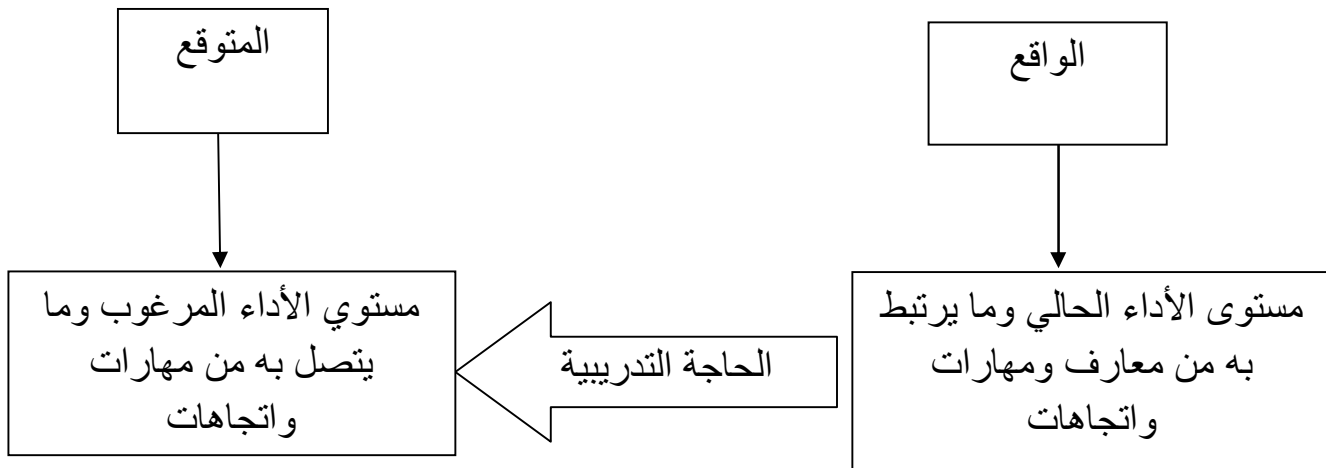 الواقع
المتوقع
مستوى الأداء الحالي وما يرتبط
به من معارف ومهارات
واتجاهات
الحاجة التدريبية
مستوي الأداء المرغوب وما
يتصل به من مهارات
واتجاهات